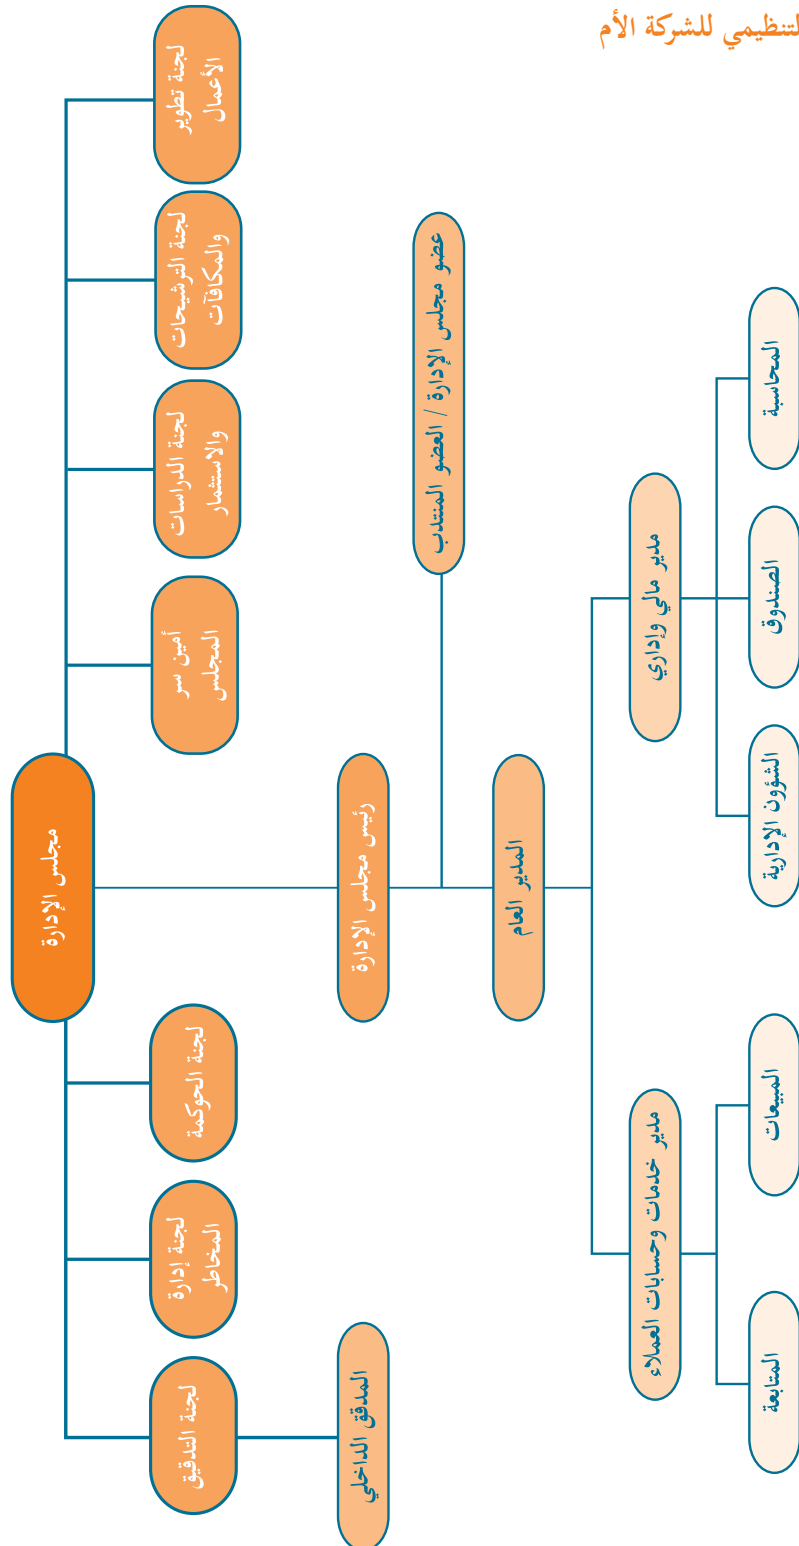 لتنظيمي للشركة الأم
مجلس الإدارة
لجنة تطوير
الأعمال
لجنة الترشيحات
والمكافآت
لجنة الدراسات
والاستثمار
أمين سر
المجلس
لجنة الحوكمة
لجنة إدارة
المخاطر
لجنة التدقيق
رئيس مجلس الإدارة
المدقق الداخلي
عضو مجلس الإدارة / العضو المنتدب
المدير العام
مدير مالي وإداري
مدير خدمات وحسابات العملاء
المحاسبة
الصندوق
الشؤون الإدارية
المبيعات
المتابعة